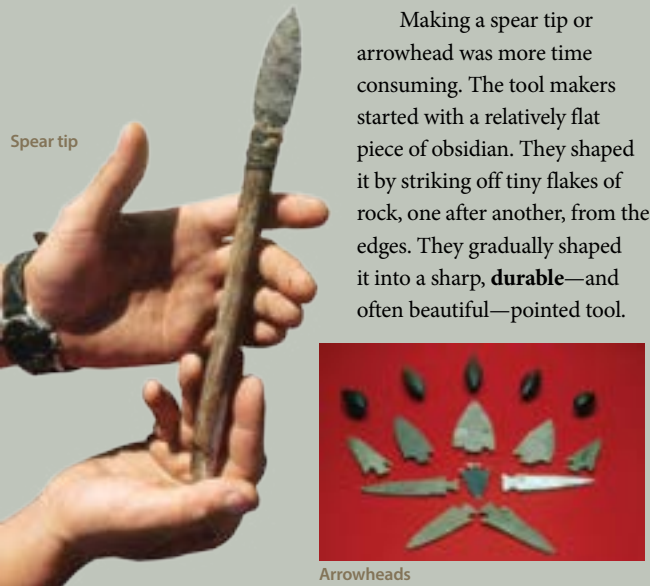 Making a spear tip or
arrowhead was more time
consuming. The tool makers
started with a relatively flat
piece of obsidian. They shaped
it by striking off tiny flakes of
rock, one after another, from the
edges. They gradually shaped
it into a sharp, durable—and
often beautiful—pointed tool.
Spear tip
Arrowheads